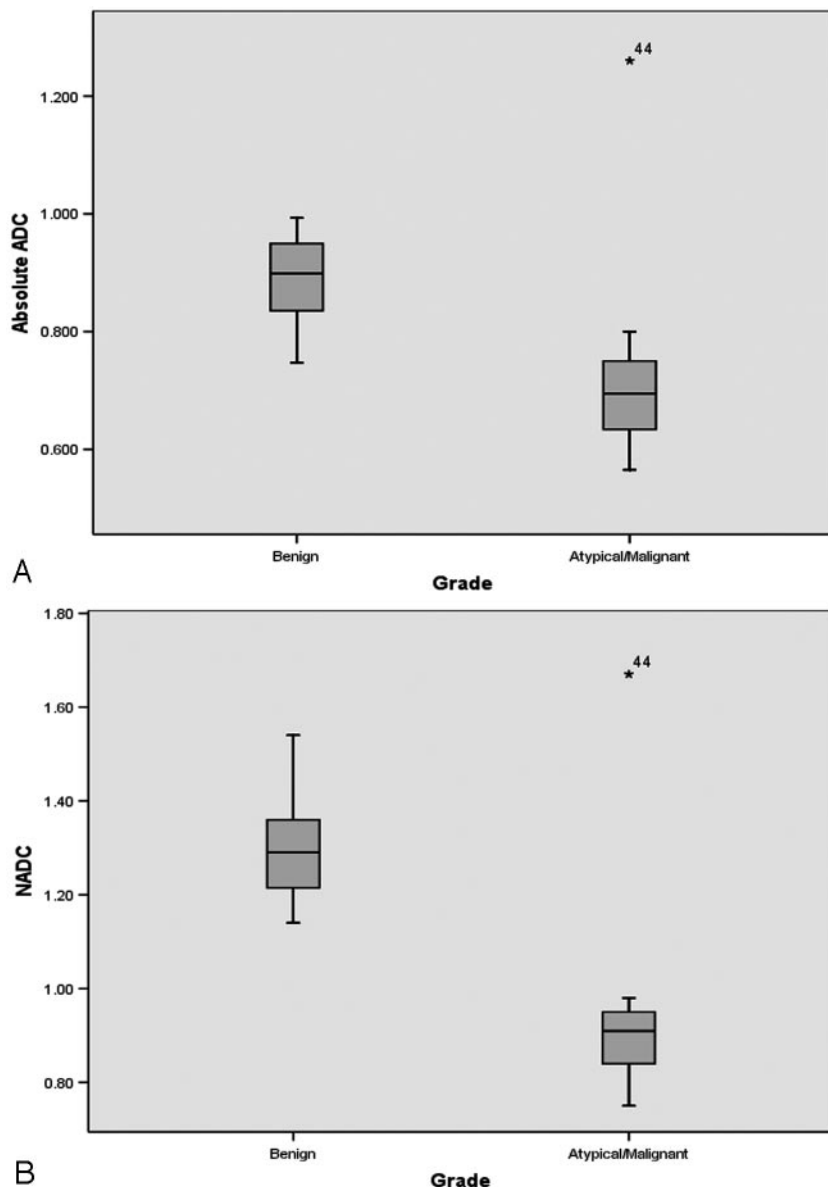 44
1.200
1.000
0.800
0.600
Absolute ADC
Benign
Atypical/Malignant
Grade
A
1.80
44
1.60
1.40
1.20
1.00
0.80
NADC
Benign
Atypical/Malignant
Grade
B